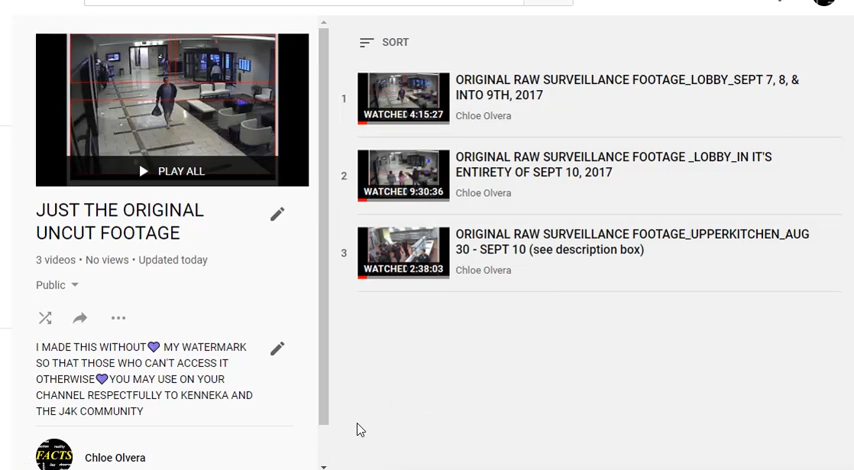 SORT
PLAY ALL
JUST THE ORIGINAL
UNCUT FOOTAGE
3 videos • No views • Updated today
Public
I MADE THIS WITHOUT💜 MY WATERMARK
SO THAT THOSE WHO CAN'T ACCESS IT
OTHERWISE💜YOU MAY USE ON YOUR
CHANNEL RESPECTFULLY TO KENNEKA AND
THE J4K COMMUNITY
FACTS
Chloe Olvera
1
WATCHED 4:15:27
ORIGINAL RAW SURVEILLANCE FOOTAGE_LOBBY_SEPT 7, 8, &
INTO 9TH, 2017
Chloe Olvera
2
WATCHED 9:30:36
ORIGINAL RAW SURVEILLANCE FOOTAGE _LOBBY_IN IT'S
ENTIRETY OF SEPT 10, 2017
Chloe Olvera
3
WATCHED 2:38:03
ORIGINAL RAW SURVEILLANCE FOOTAGE_UPPERKITCHEN_AUG
30 - SEPT 10 (see description box)
Chloe Olvera